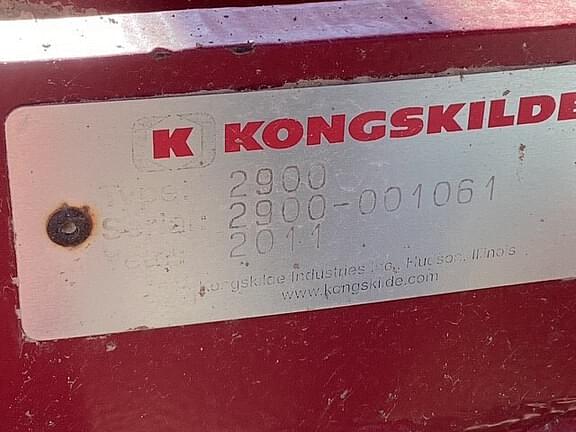 K KONGSKILDE
Type: 2900
Serial 2900-001061
Year: 2011
Kongskilde Industries Inc., Hudson, Illinois
www.kongskilde.com